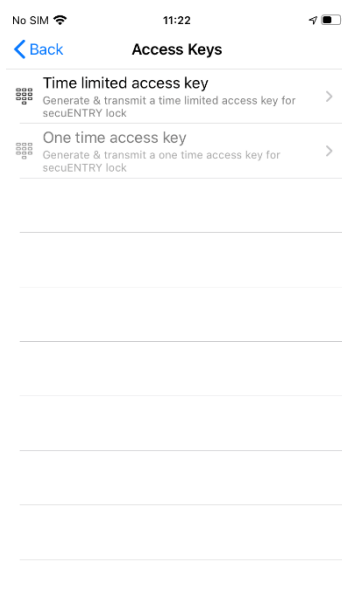 No SIM 11:22
Back Access Keys
Time limited access key
Generate & transmit a time limited access key for
secuENTRY lock
One time access key
Generate & transmit a one time access key for
secuENTRY lock